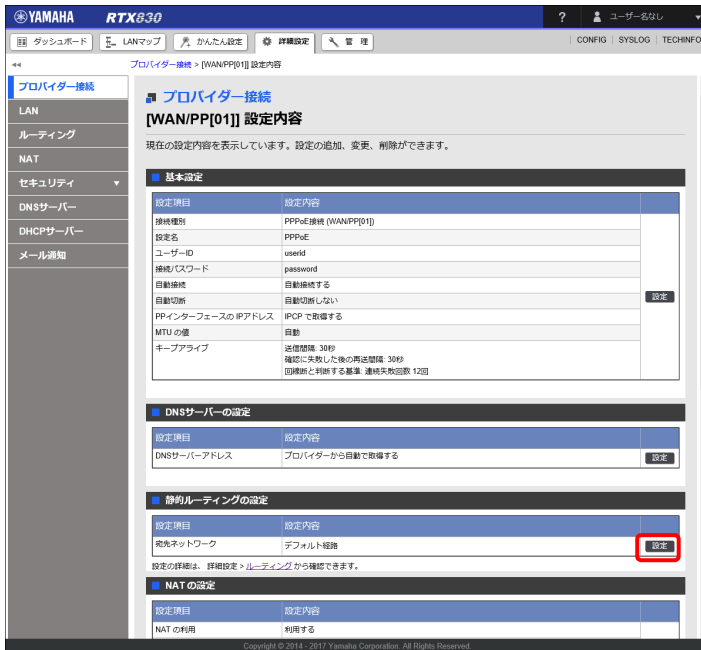 YAMAHA RTX830 ? ユーザー名なし
ダッシュボード LANマップ かんたん設定 詳細設定 管 理 CONFIG SYSLOG TECHINFO
プロバイダー接続 > [WAN/PP[01]] 設定内容
プロバイダー接続
LAN
ルーティング
NAT
セキュリティ
DNSサーバー
DHCPサーバー
メール通知
プロバイダー接続
[WAN/PP[01]] 設定内容
現在の設定内容を表示しています。設定の追加、変更、削除ができます。
基本設定
設定項目 設定内容
接続種別 PPPoE接続 (WAN/PP[01])
設定名 PPPoE
ユーザーID userid
接続パスワード password
自動接続 自動接続する
自動切断 自動切断しない
設定
PPインターフェースの IPアドレス IPCP で取得する
MTU の値 自動
キープアライブ 送信間隔: 30秒
確認に失敗した後の再送間隔: 30秒
回線断と判断する基準: 連続失敗回数 12回
DNSサーバーの設定
設定項目 設定内容
DNSサーバーアドレス プロバイダーから自動で取得する 設定
静的ルーティングの設定
設定項目 設定内容
宛先ネットワーク デフォルト経路 設定
設定の詳細は、 詳細設定 > ルーティング から確認できます。
NAT の設定
設定項目 設定内容
NAT の利用 利用する
Copyright © 2014 - 2017 Yamaha Corporation. All Rights Reserved.